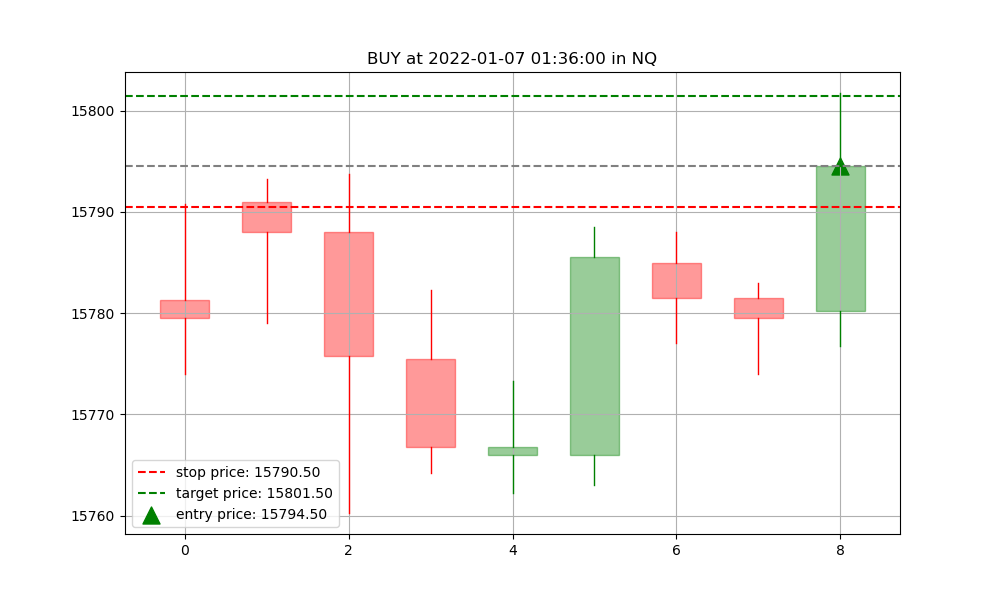 BUY at 2022-01-07 01:36:00 in NQ
15800
15790
15780
15770
15760
stop price: 15790.50
target price: 15801.50
entry price: 15794.50
0 2 4 6 8